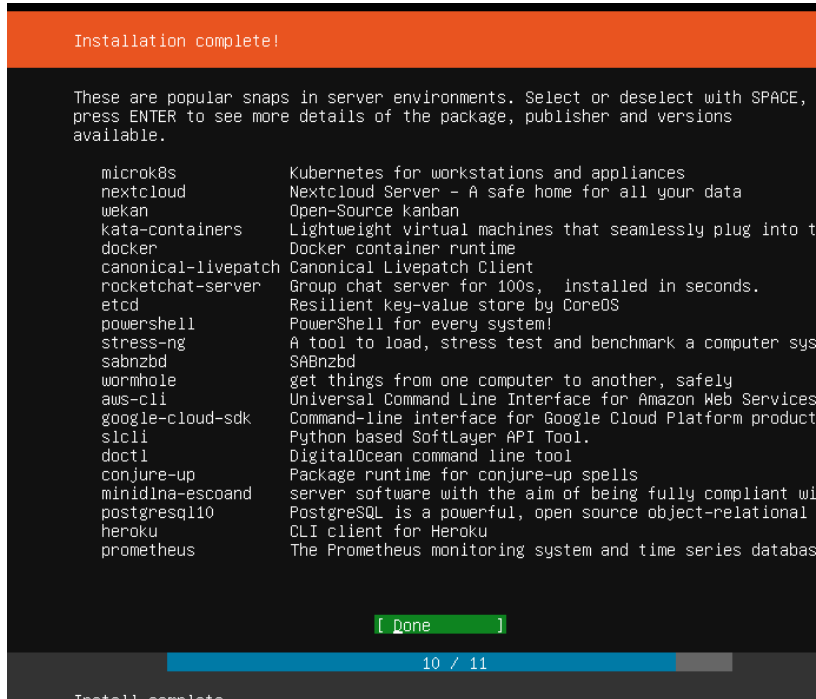 Installation complete!
These are popular snaps in server environments. Select or deselect with SPACE,
press ENTER to see more details of the package, publisher and versions
available.
microk8s Kubernetes for workstations and appliances
nextcloud Nextcloud Server – A safe home for all your data
wekan Open-Source kanban
kata-containers Lightweight virtual machines that seamlessly plug into t
docker Docker container runtime
canonical-livepatch Canonical Livepatch Client
rocketchat-server Group chat server for 100s, installed in seconds.
etcd Resilient key-value store by CoreOS
powershell PowerShell for every system!
stress-ng A tool to load, stress test and benchmark a computer sys
sabnzbd SABnzbd
wormhole get things from one computer to another, safely
aws-cli Universal Command Line Interface for Amazon Web Services
google-cloud-sdk Command-line interface for Google Cloud Platform product
slcli Python based SoftLayer API Tool.
doctl DigitalOcean command line tool
conjure-up Package runtime for conjure-up spells
minidlna-escoand server software with the aim of being fully compliant wi
postgresql10 PostgreSQL is a powerful, open source object-relational
heroku CLI client for Heroku
prometheus The Prometheus monitoring system and time series databas
[ Done ]
10 / 11
Install complete